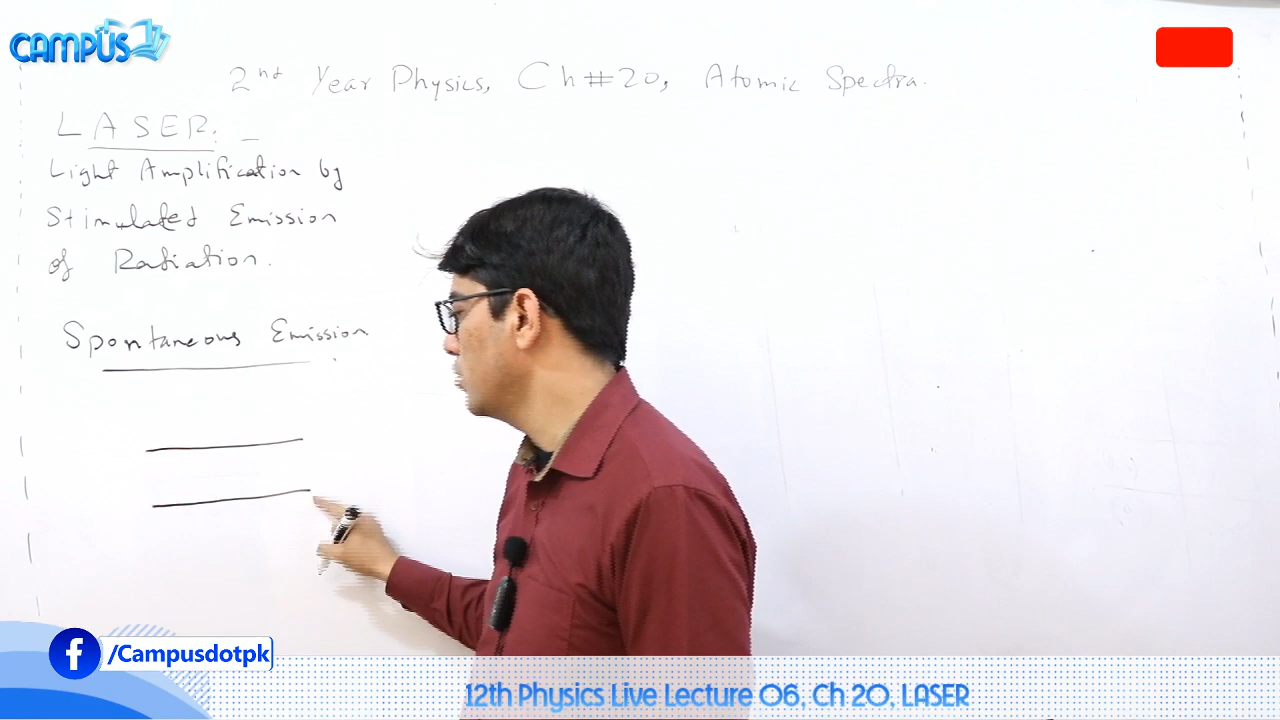 CAMPUS
2nd Year Physics, Ch #20, Atomic Spectra.
LASER.
Light Amplification by
Stimulated Emission
of Radiation.
Spontaneous Emission
f /Campusdotpk
12th Physics Live Lecture 06, Ch 20, LASER